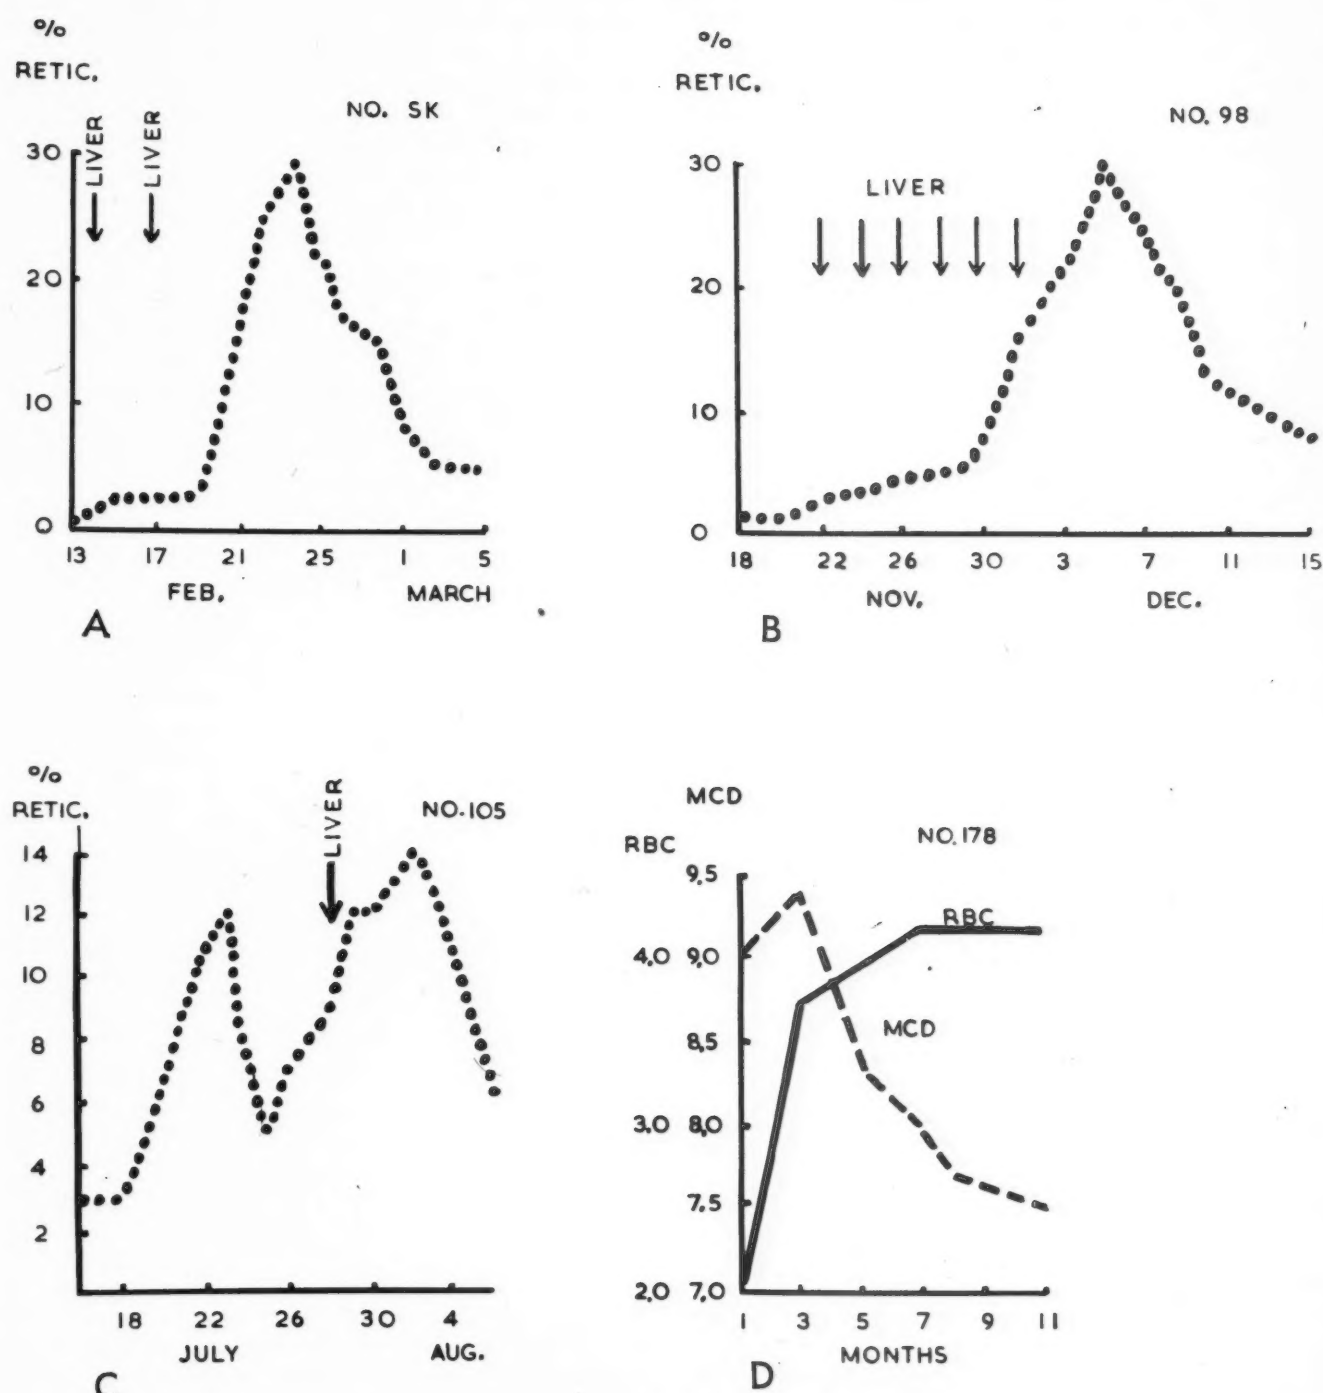 %
RETIC.
NO. SK
LIVER
LIVER
30
20
10
0
13 17 21 25 1 5
FEB. MARCH
A
%
RETIC.
NO. 98
LIVER
30
20
10
0
18 22 26 30 3 7 11 15
NOV. DEC.
B
%
RETIC.
NO.105
LIVER
14
12
10
8
6
4
2
18 22 26 30 4
JULY AUG.
C
MCD
RBC
NO.178
9,5
RBC
4,0 9,0
MCD
8,5
3,0 8,0
7,5
2,0 7,0
1 3 5 7 9 11
MONTHS
D